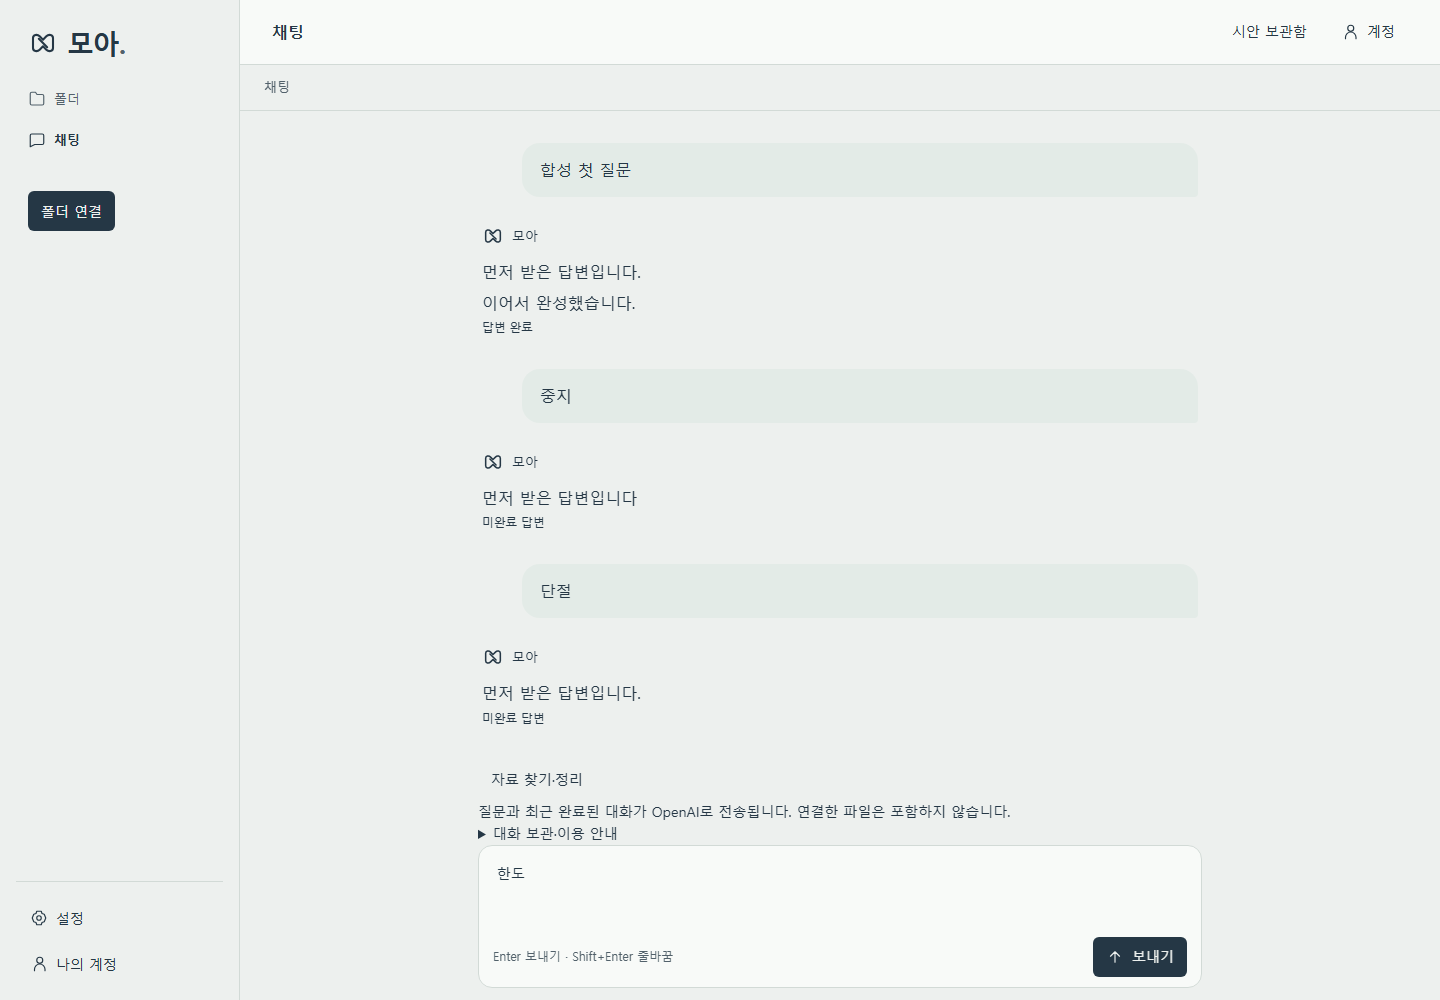 모아.
폴더
채팅
폴더 연결
설정
나의 계정
채팅
시안 보관함
계정
채팅
합성 첫 질문
모아
먼저 받은 답변입니다.
이어서 완성했습니다.
답변 완료
중지
모아
먼저 받은 답변입니다
미완료 답변
단절
모아
먼저 받은 답변입니다.
미완료 답변
자료 찾기·정리
질문과 최근 완료된 대화가 OpenAI로 전송됩니다. 연결한 파일은 포함하지 않습니다.
▶ 대화 보관·이용 안내
한도
Enter 보내기 · Shift+Enter 줄바꿈
보내기